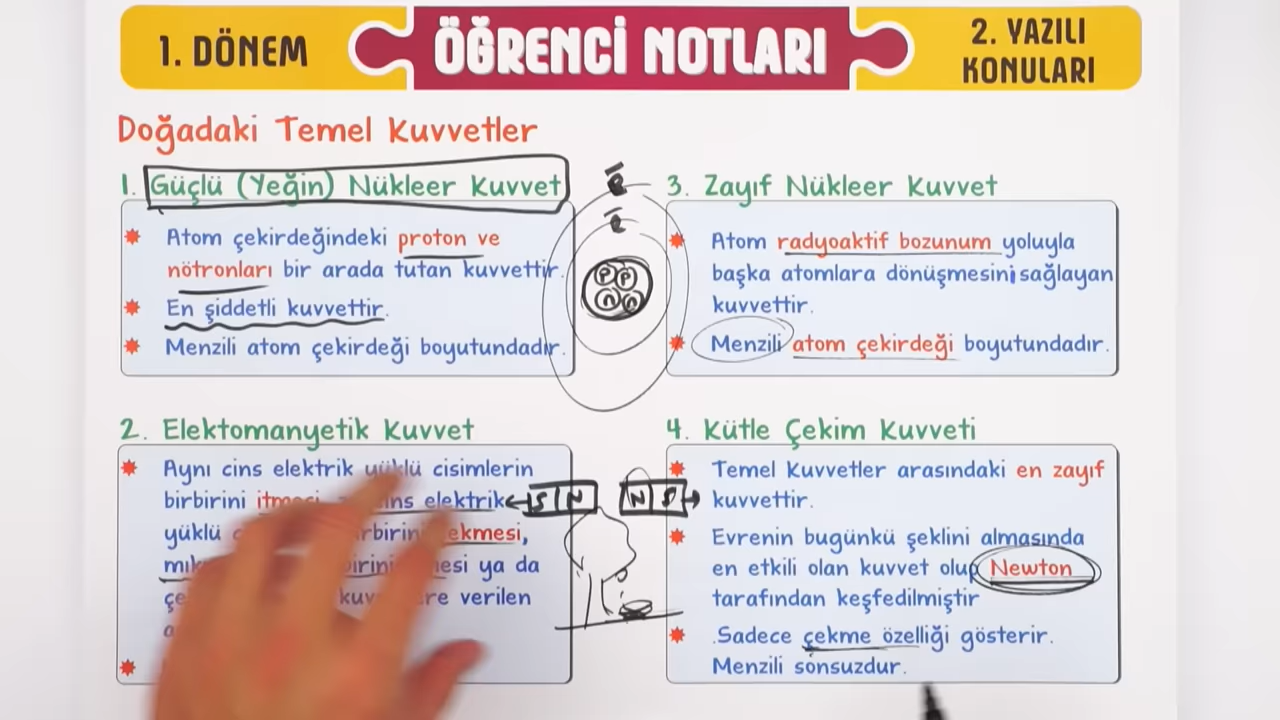 1. DÖNEM
ÖĞRENCİ NOTLARI
2. YAZILI
KONULARI
Doğadaki Temel Kuvvetler
1. Güçlü (Yeğin) Nükleer Kuvvet
Atom çekirdeğindeki proton ve
nötronları bir arada tutan kuvvettir.
En şiddetli kuvvettir.
Menzili atom çekirdeği boyutundadır.
e
e
P P
n n
3. Zayıf Nükleer Kuvvet
Atom radyoaktif bozunum yoluyla
başka atomlara dönüşmesini sağlayan
kuvvettir.
Menzili atom çekirdeği boyutundadır.
2. Elektomanyetik Kuvvet
Aynı cins elektrik yüklü cisimlerin
birbirini elektrik
yüklü
ya da
verilen
S N
N S
4. Kütle Çekim Kuvveti
Temel Kuvvetler arasındaki en zayıf
kuvvettir.
Evrenin bugünkü şeklini almasında
en etkili olan kuvvet olup Newton
tarafından keşfedilmiştir
.Sadece çekme özelliği gösterir.
Menzili sonsuzdur.